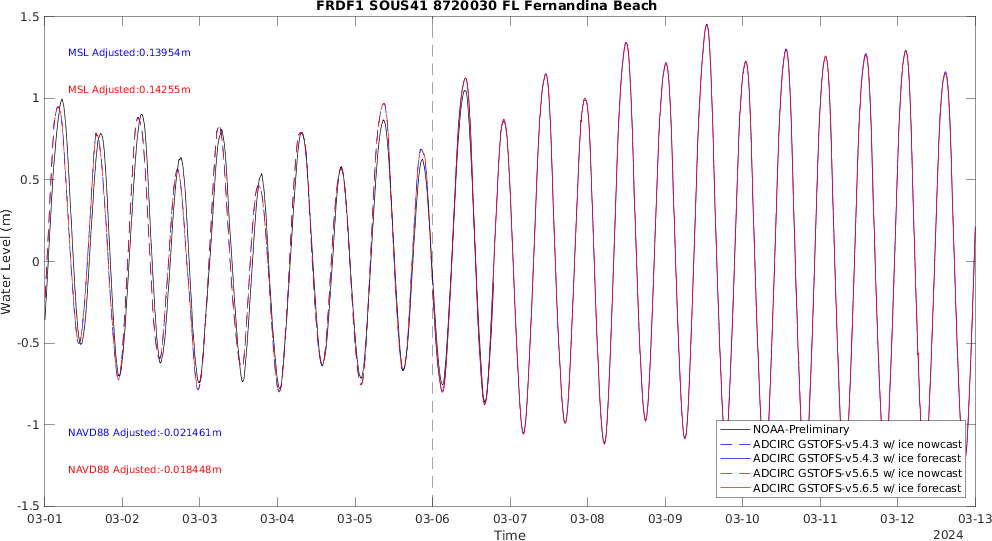 FRDF1 SOUS41 8720030 FL Fernandina Beach
1.5
1
0.5
0
-0.5
-1
-1.5
Water Level (m)
MSL Adjusted:0.13954m
MSL Adjusted:0.14255m
NAVD88 Adjusted:-0.021461m
NAVD88 Adjusted:-0.018448m
NOAA-Preliminary
ADCIRC GSTOFS-v5.4.3 w/ ice nowcast
ADCIRC GSTOFS-v5.4.3 w/ ice forecast
ADCIRC GSTOFS-v5.6.5 w/ ice nowcast
ADCIRC GSTOFS-v5.6.5 w/ ice forecast
03-01 03-02 03-03 03-04 03-05 03-06 03-07 03-08 03-09 03-10 03-11 03-12 03-13
Time
2024